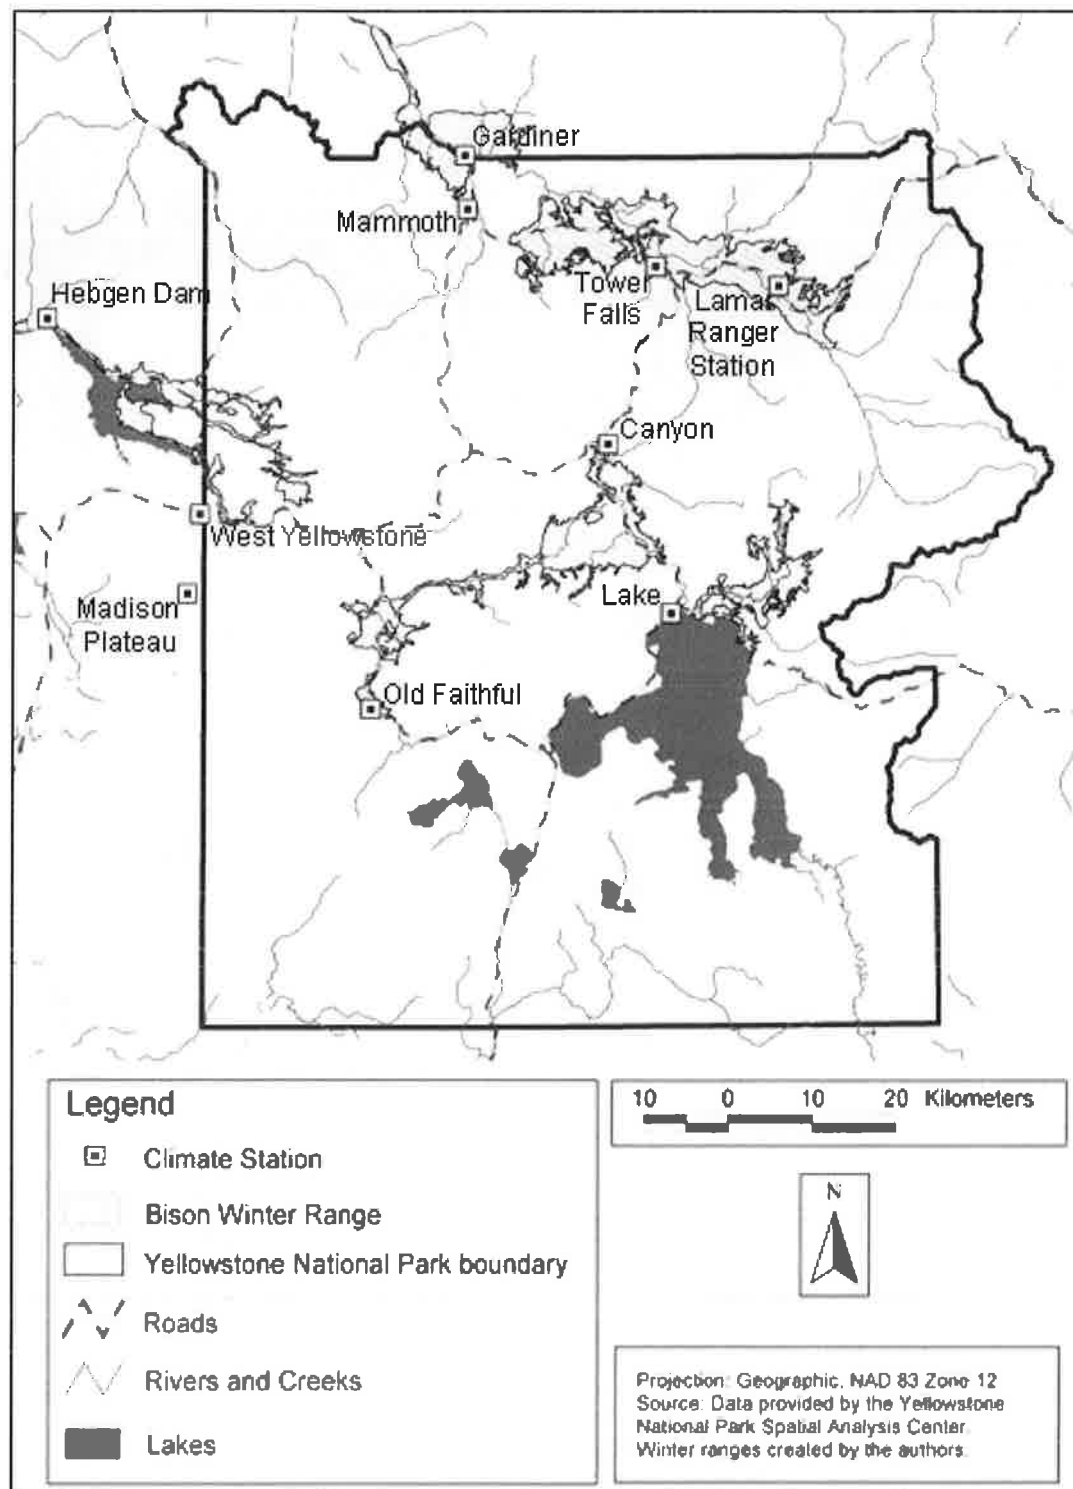 Gardiner
Mammoth
Hebgen Dam
Tower
Falls
Lamar
Ranger
Station
Canyon
West Yellowstone
Madison
Plateau
Lake
Old Faithful
Legend
Climate Station
Bison Winter Range
Yellowstone National Park boundary
Roads
Rivers and Creeks
Lakes
10 0 10 20 Kilometers
N
Projection: Geographic, NAD 83 Zone 12
Source: Data provided by the Yellowstone
National Park Spatial Analysis Center.
Winter ranges created by the authors.